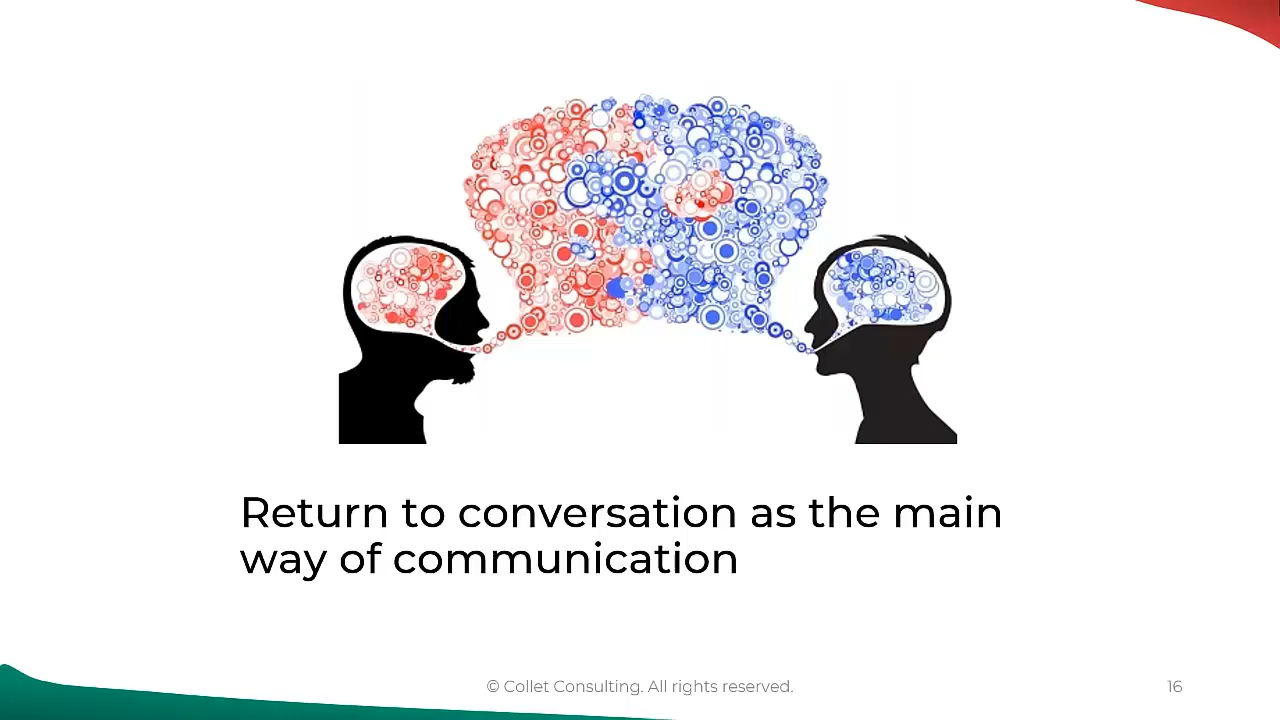 Return to conversation as the main
way of communication
© Collet Consulting. All rights reserved.
16